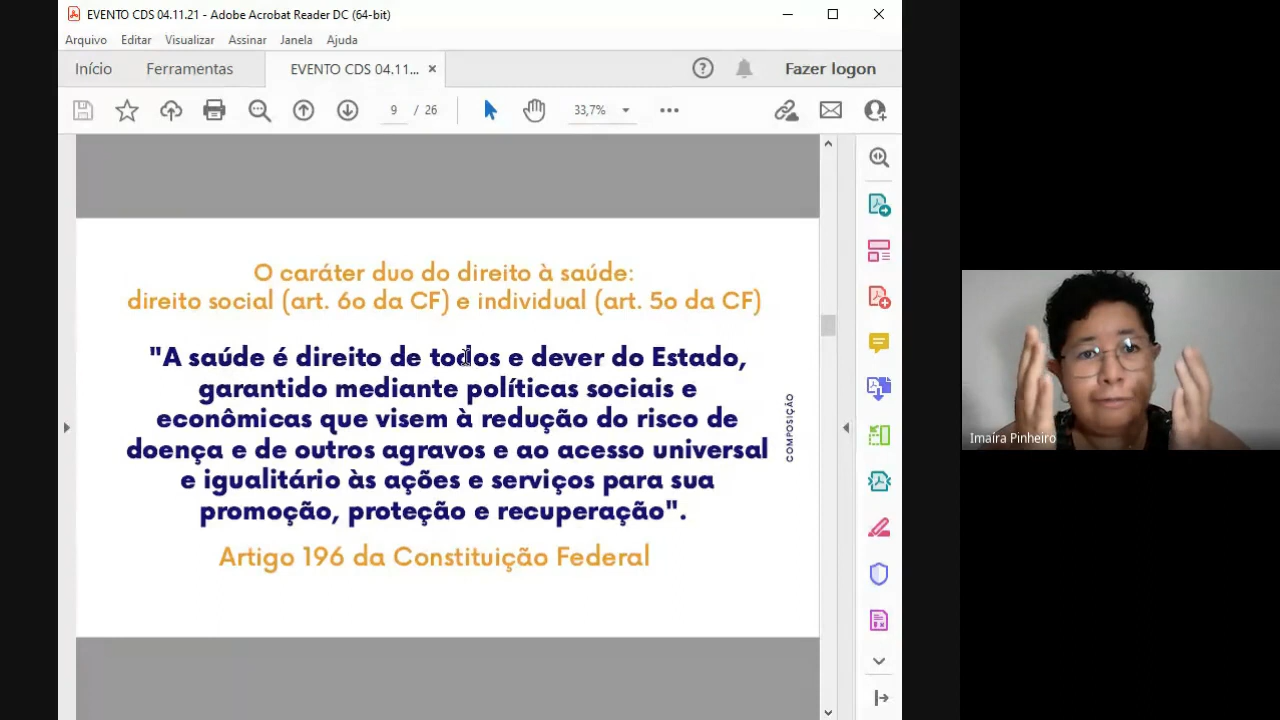 EVENTO CDS 04.11.21 - Adobe Acrobat Reader DC (64-bit)
Arquivo Editar Visualizar Assinar Janela Ajuda
Início Ferramentas EVENTO CDS 04.11... × Fazer logon
9 / 26 33,7%
O caráter duo do direito à saúde:
direito social (art. 6o da CF) e individual (art. 5o da CF)
"A saúde é direito de todos e dever do Estado,
garantido mediante políticas sociais e
econômicas que visem à redução do risco de
doença e de outros agravos e ao acesso universal
e igualitário às ações e serviços para sua
promoção, proteção e recuperação".
Artigo 196 da Constituição Federal
COMPOSIÇÃO
Imaíra Pinheiro